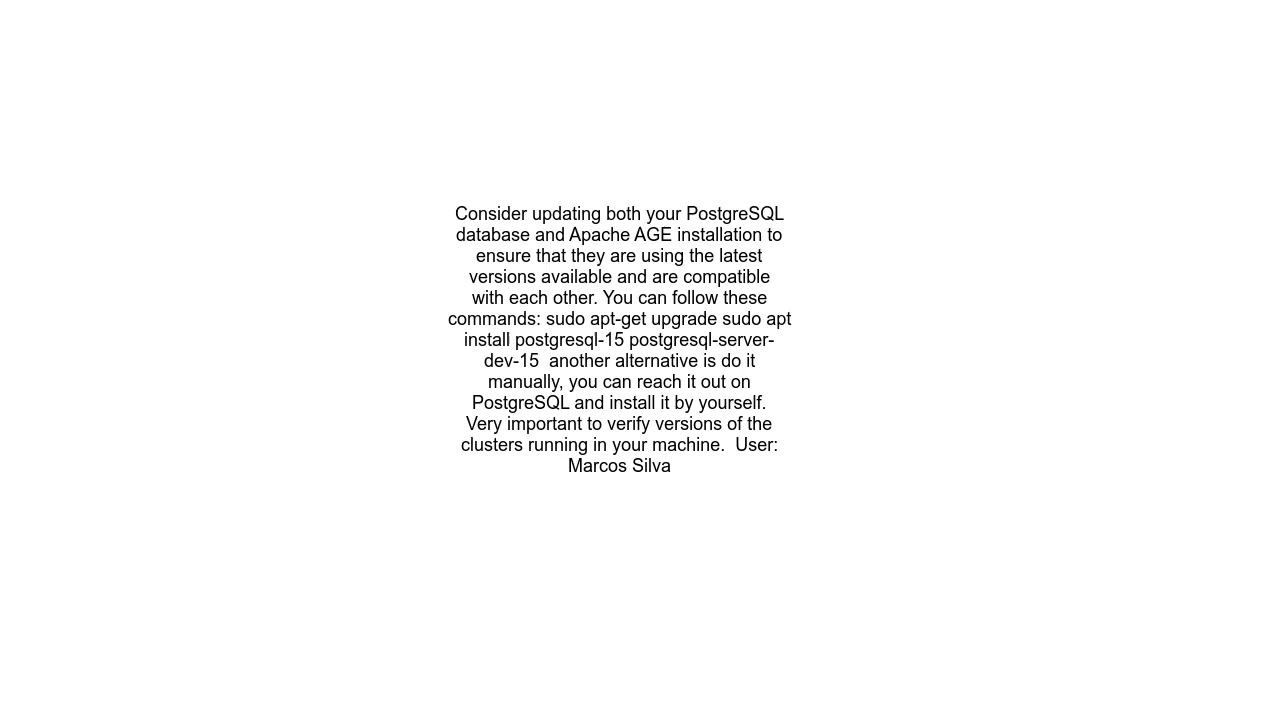 Consider updating both your PostgreSQL
database and Apache AGE installation to
ensure that they are using the latest
versions available and are compatible
with each other. You can follow these
commands: sudo apt-get upgrade sudo apt
install postgresql-15 postgresql-server-
dev-15  another alternative is do it
manually, you can reach it out on
PostgreSQL and install it by yourself.
Very important to verify versions of the
clusters running in your machine.  User:
Marcos Silva